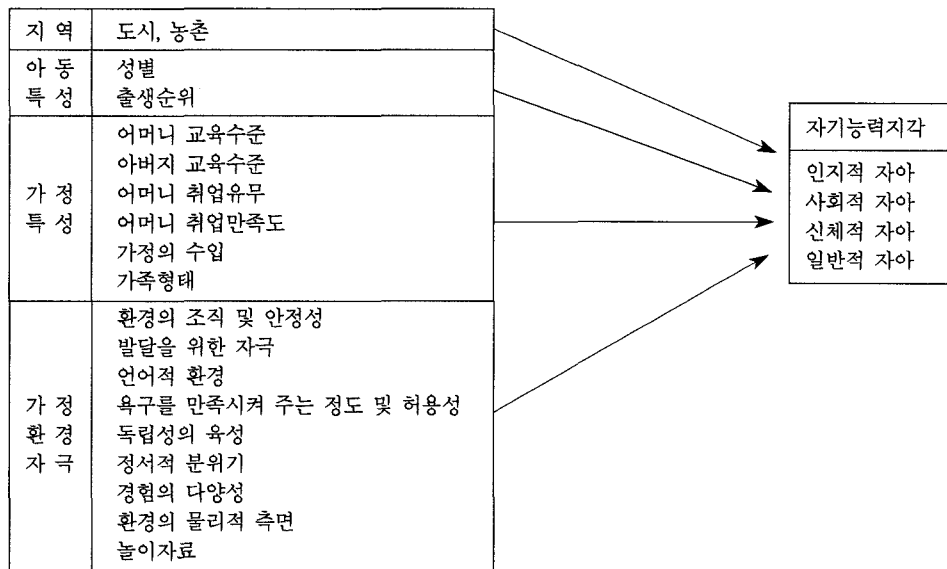 지 역 도시, 농촌
아 동 성별
특 성 출생순위
어머니 교육수준
아버지 교육수준
가 정 어머니 취업유무
특 성 어머니 취업만족도
가정의 수입
가족형태
환경의 조직 및 안정성
발달을 위한 자극
언어적 환경
가 정 욕구를 만족시켜 주는 정도 및 허용성
환 경 독립성의 육성
자 극 정서적 분위기
경험의 다양성
환경의 물리적 측면
놀이자료
자기능력지각
인지적 자아
사회적 자아
신체적 자아
일반적 자아